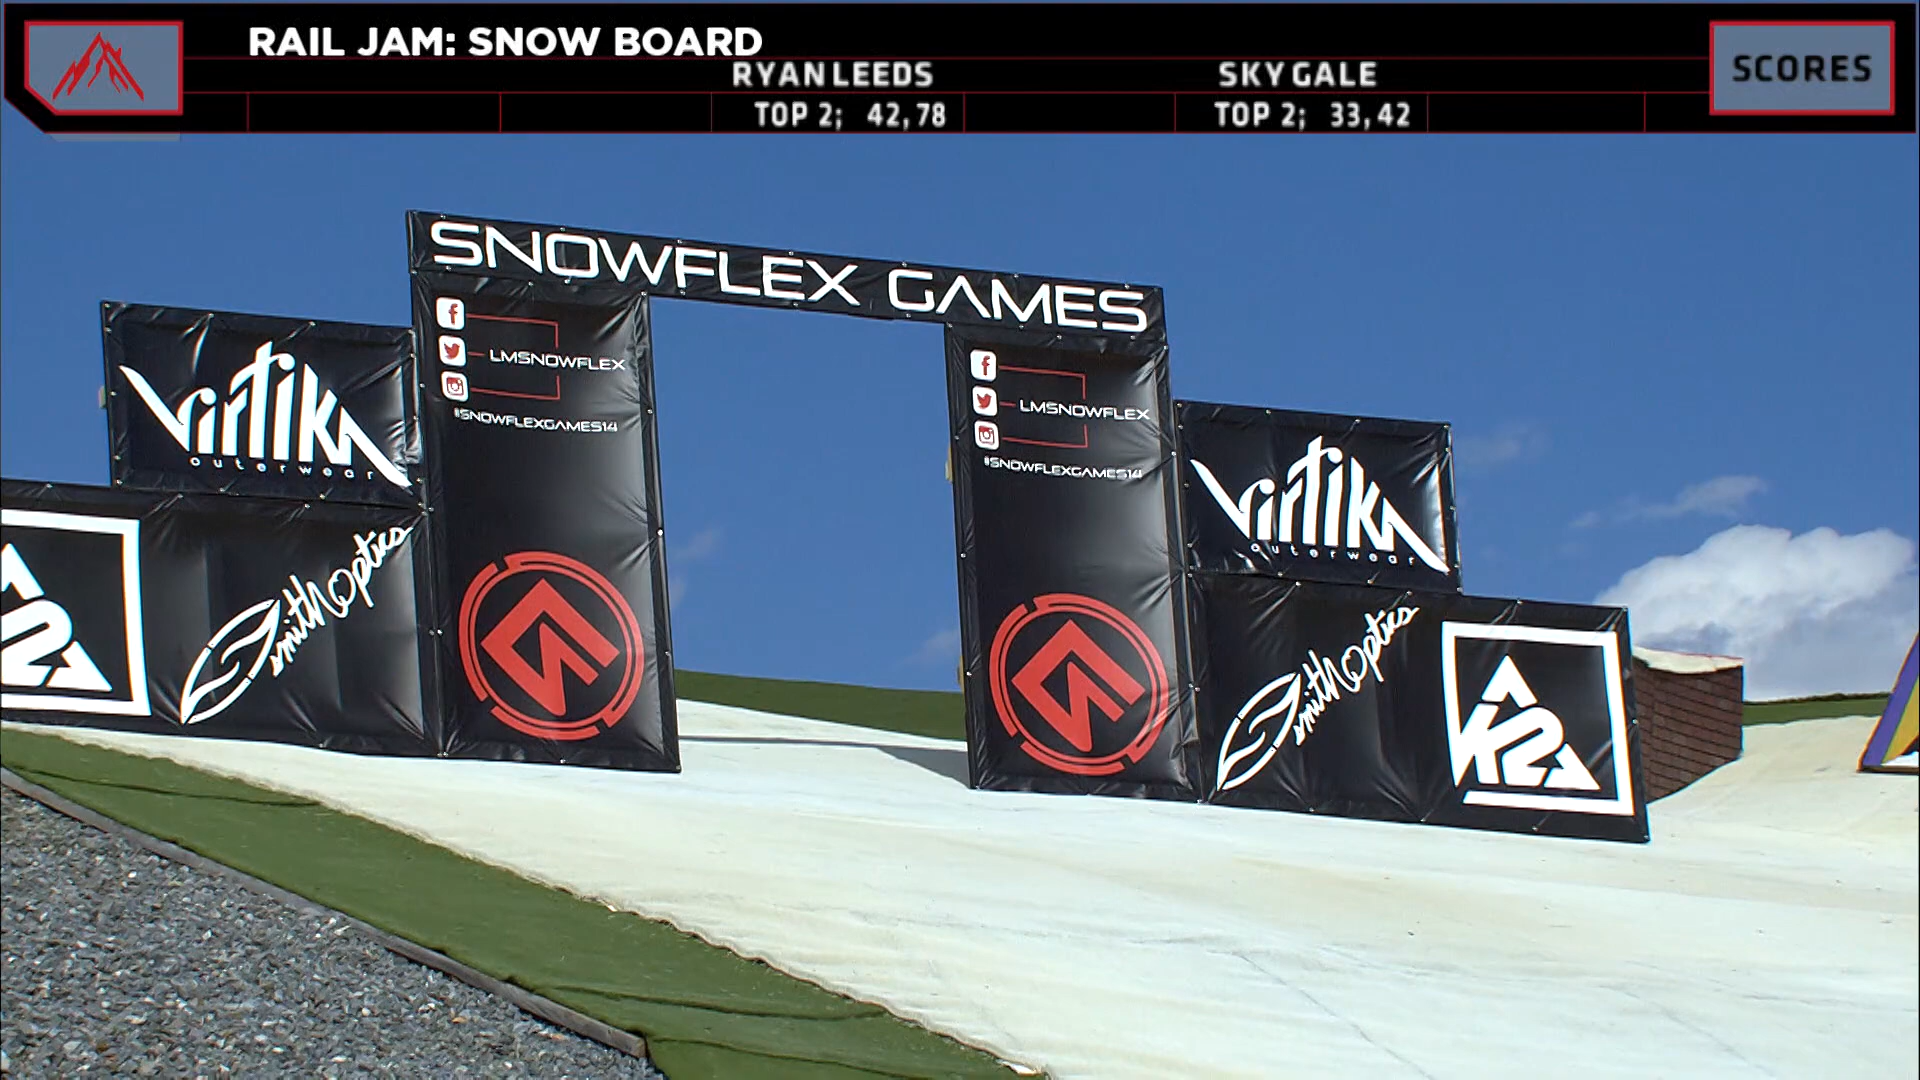 RAIL JAM: SNOW BOARD
RYAN LEEDS
SKY GALE
SCORES
TOP 2; 42,78
TOP 2; 33,42
SNOWFLEX GAMES
LMSNOWFLEX
#SNOWFLEXGAMES14
LMSNOWFLEX
#SNOWFLEXGAMES14
virtika
outerwear
virtika
outerwear
K2
smith optics
smith optics
K2